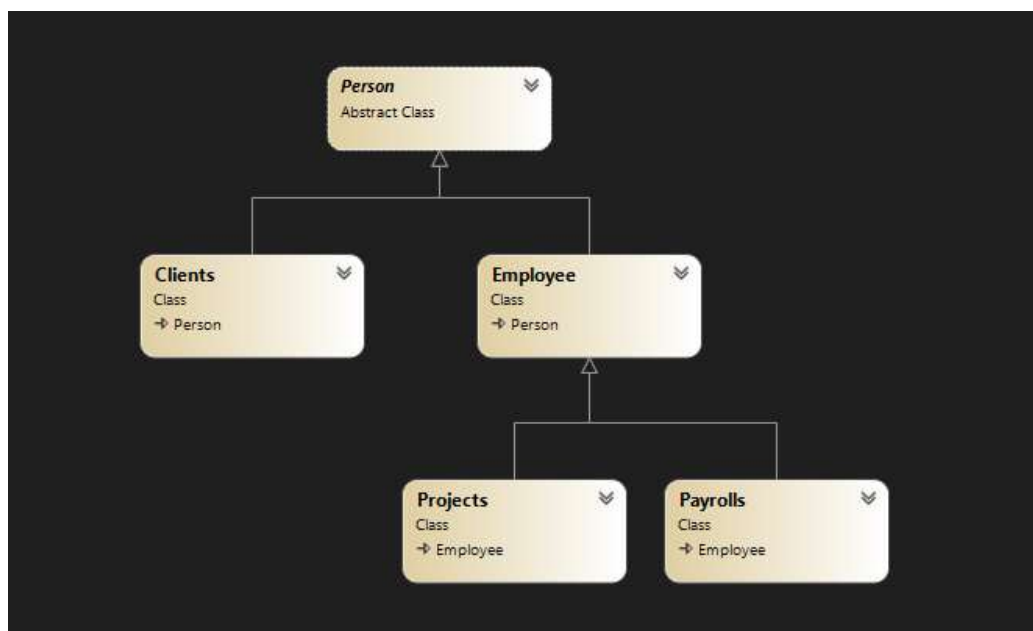 Person
Abstract Class
Clients
Class
Person
Employee
Class
Person
Projects
Class
Employee
Payrolls
Class
Employee